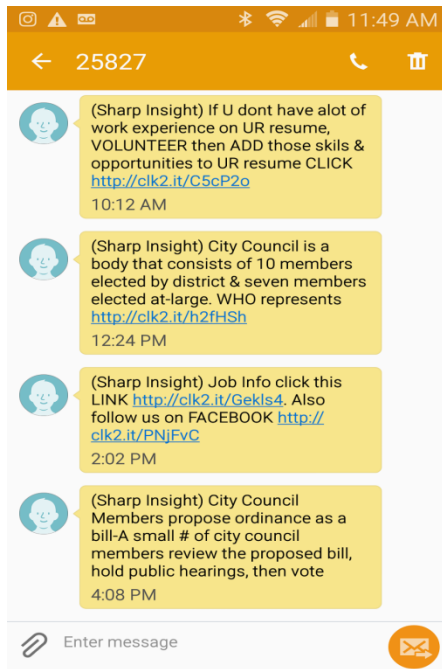 11:49 AM
25827
(Sharp Insight) If U dont have alot of
work experience on UR resume,
VOLUNTEER then ADD those skils &
opportunities to UR resume CLICK
http://clk2.it/C5cP2o
10:12 AM
(Sharp Insight) City Council is a
body that consists of 10 members
elected by district & seven members
elected at-large. WHO represents
http://clk2.it/h2fHSh
12:24 PM
(Sharp Insight) Job Info click this
LINK http://clk2.it/Gekls4. Also
follow us on FACEBOOK http://
clk2.it/PNjFvC
2:02 PM
(Sharp Insight) City Council
Members propose ordinance as a
bill-A small # of city council
members review the proposed bill,
hold public hearings, then vote
4:08 PM
Enter message